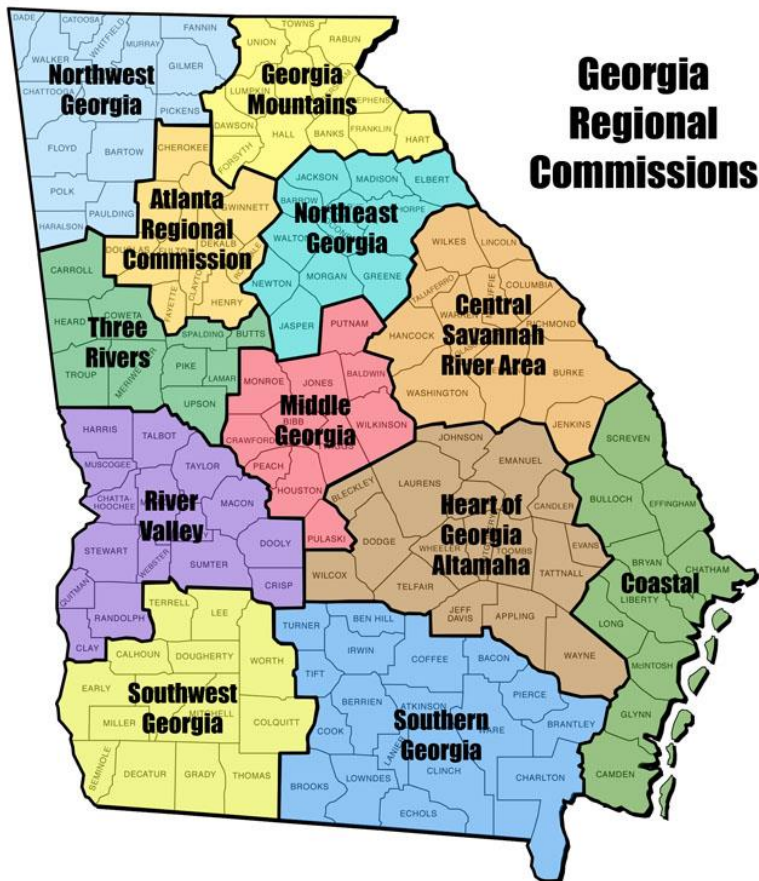 Georgia
Regional
Commissions
DADE
CATOOSA
WHITFIELD
MURRAY
FANNIN
WALKER
GILMER
CHATTOOGA
PICKENS
Northwest
Georgia
FLOYD
BARTOW
POLK
PAULDING
HARALSON
TOWNS
UNION
RABUN
LUMPKIN
Georgia
Mountains
DAWSON
HALL
BANKS
FRANKLIN
HART
FORSYTH
CHEROKEE
GWINNETT
Atlanta
Regional
Commission
DOUGLAS
FULTON
DEKALB
CLAYTON
FAYETTE
HENRY
JACKSON
MADISON
ELBERT
BARROW
Northeast
Georgia
WALTON
MORGAN
GREENE
NEWTON
JASPER
CARROLL
COWETA
HEARD
Three
Rivers
SPALDING
BUTTS
TROUP
MERIWETHER
PIKE
LAMAR
UPSON
WILKES
LINCOLN
TALIAFERRO
COLUMBIA
WARREN
RICHMOND
HANCOCK
Central
Savannah
River Area
WASHINGTON
BURKE
JENKINS
PUTNAM
BALDWIN
MONROE
JONES
Middle
Georgia
BIBB
WILKINSON
CRAWFORD
PEACH
HOUSTON
PULASKI
HARRIS
TALBOT
MUSCOGEE
TAYLOR
CHATTA-
HOOCHEE
MACON
River
Valley
STEWART
WEBSTER
SUMTER
DOOLY
CRISP
QUITMAN
RANDOLPH
CLAY
JOHNSON
EMANUEL
BLECKLEY
LAURENS
CANDLER
Heart of
Georgia
Altamaha
DODGE
WHEELER
TOOMBS
EVANS
TATTNALL
WILCOX
TELFAIR
JEFF
DAVIS
APPLING
WAYNE
SCREVEN
BULLOCH
EFFINGHAM
BRYAN
CHATHAM
Coastal
LIBERTY
LONG
McINTOSH
GLYNN
CAMDEN
TERRELL
LEE
CALHOUN
DOUGHERTY
WORTH
EARLY
Southwest
Georgia
MITCHELL
MILLER
COLQUITT
SEMINOLE
DECATUR
GRADY
THOMAS
TURNER
BEN HILL
IRWIN
TIFT
COFFEE
BACON
BERRIEN
ATKINSON
PIERCE
COOK
Southern
Georgia
WARE
BRANTLEY
LANIER
CLINCH
BROOKS
LOWNDES
CHARLTON
ECHOLS